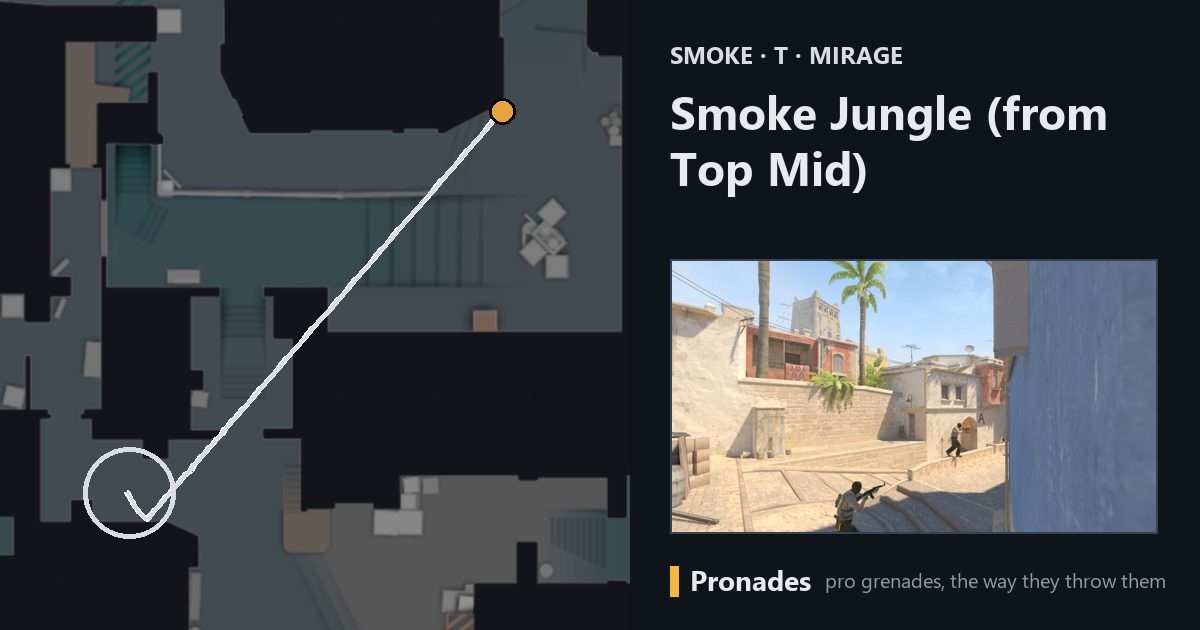 SMOKE · T · MIRAGE
Smoke Jungle (from
Top Mid)
A
Pronades pro grenades, the way they throw them